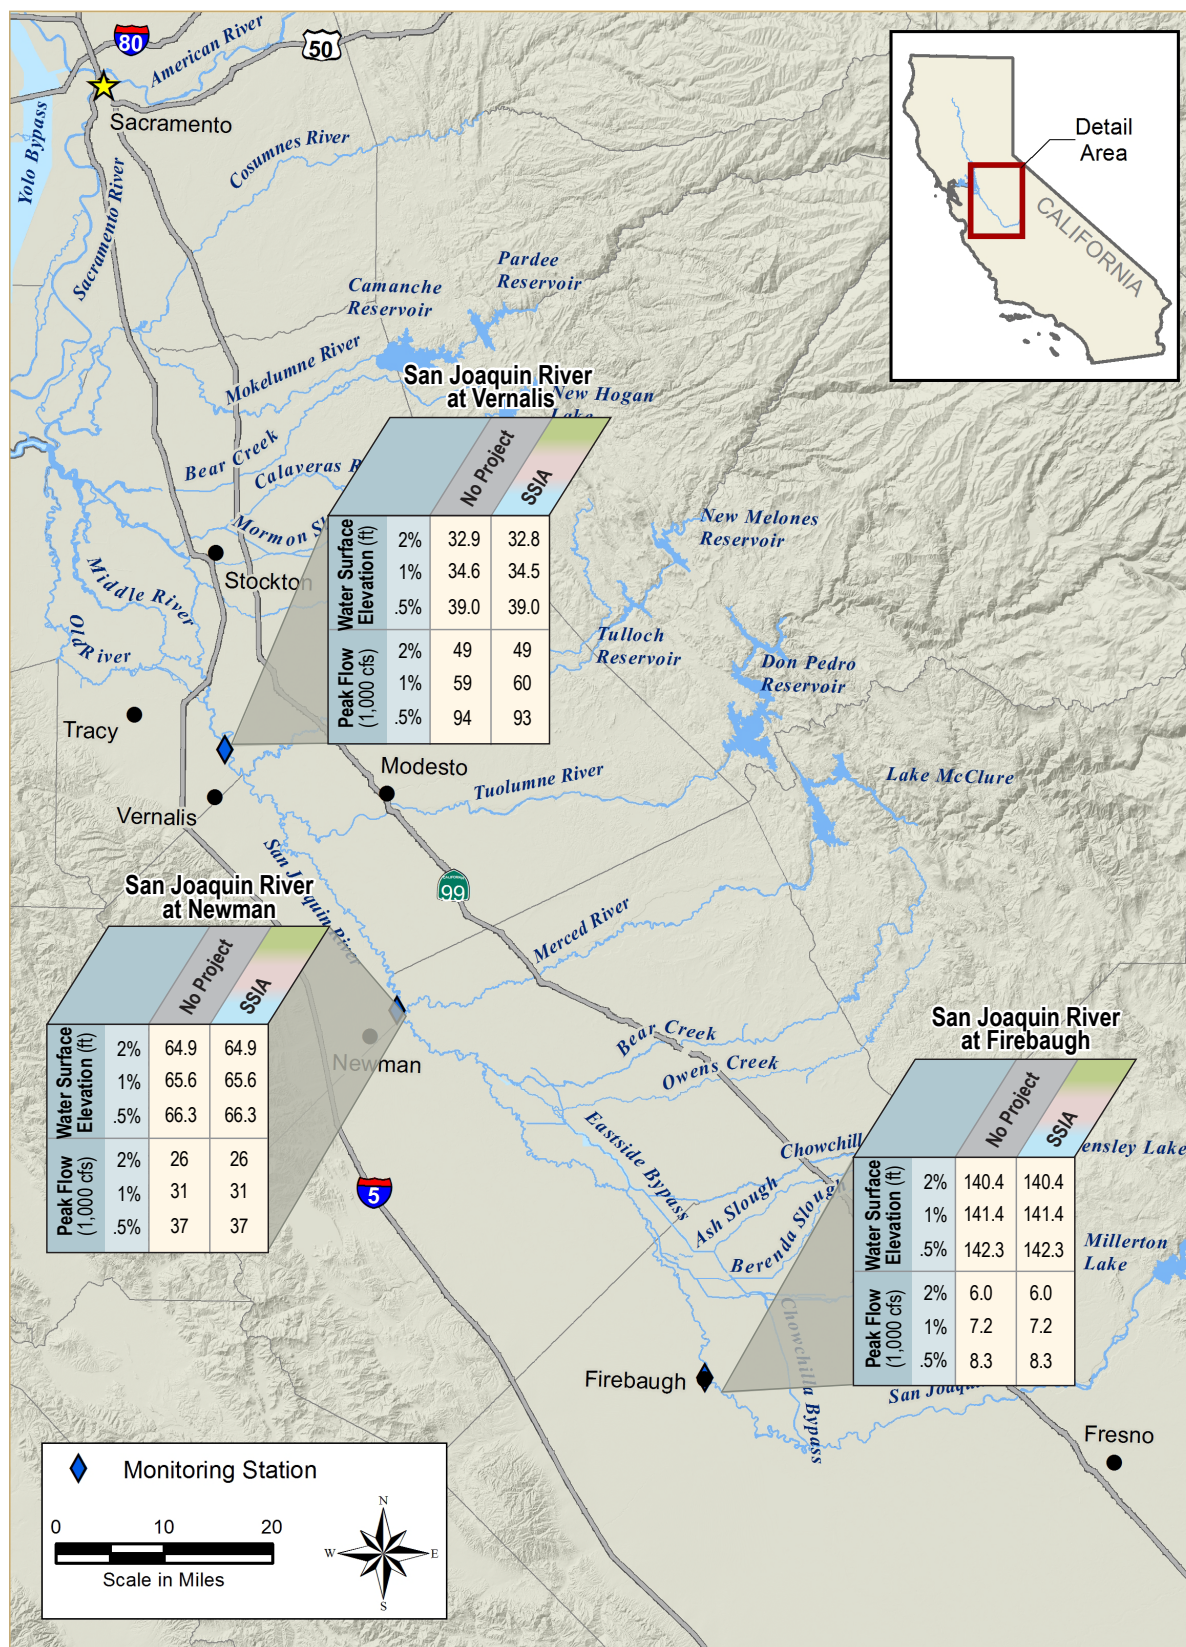 80
American River
50
Sacramento
Yolo Bypass
Sacramento River
Cosumnes River
Detail
Area
CALIFORNIA
Pardee
Reservoir
Camanche
Reservoir
Mokelumne River
San Joaquin River
at Vernalis
New Hogan
Lake
Bear Creek
Calaveras R
Mormon Sl
No Project
SSIA
Water Surface
Elevation (ft)
2% 32.9 32.8
1% 34.6 34.5
.5% 39.0 39.0
Peak Flow
(1,000 cfs)
2% 49 49
1% 59 60
.5% 94 93
New Melones
Reservoir
Stockton
Middle River
Old River
Tulloch
Reservoir
Don Pedro
Reservoir
Tracy
Modesto
Tuolumne River
Lake McClure
Vernalis
San Joaquin River
CALIFORNIA
99
Merced River
San Joaquin River
at Newman
No Project
SSIA
Water Surface
Elevation (ft)
2% 64.9 64.9
1% 65.6 65.6
.5% 66.3 66.3
Peak Flow
(1,000 cfs)
2% 26 26
1% 31 31
.5% 37 37
Newman
Bear Creek
Owens Creek
San Joaquin River
at Firebaugh
No Project
SSIA
Water Surface
Elevation (ft)
2% 140.4 140.4
1% 141.4 141.4
.5% 142.3 142.3
Peak Flow
(1,000 cfs)
2% 6.0 6.0
1% 7.2 7.2
.5% 8.3 8.3
Eastside Bypass
Chowchill
ensley Lake
5
Ash Slough
Berenda Slough
Millerton
Lake
Chowchilla Bypass
Firebaugh
San Joaqu
Fresno
Monitoring Station
0 10 20
Scale in Miles
N
W E
S